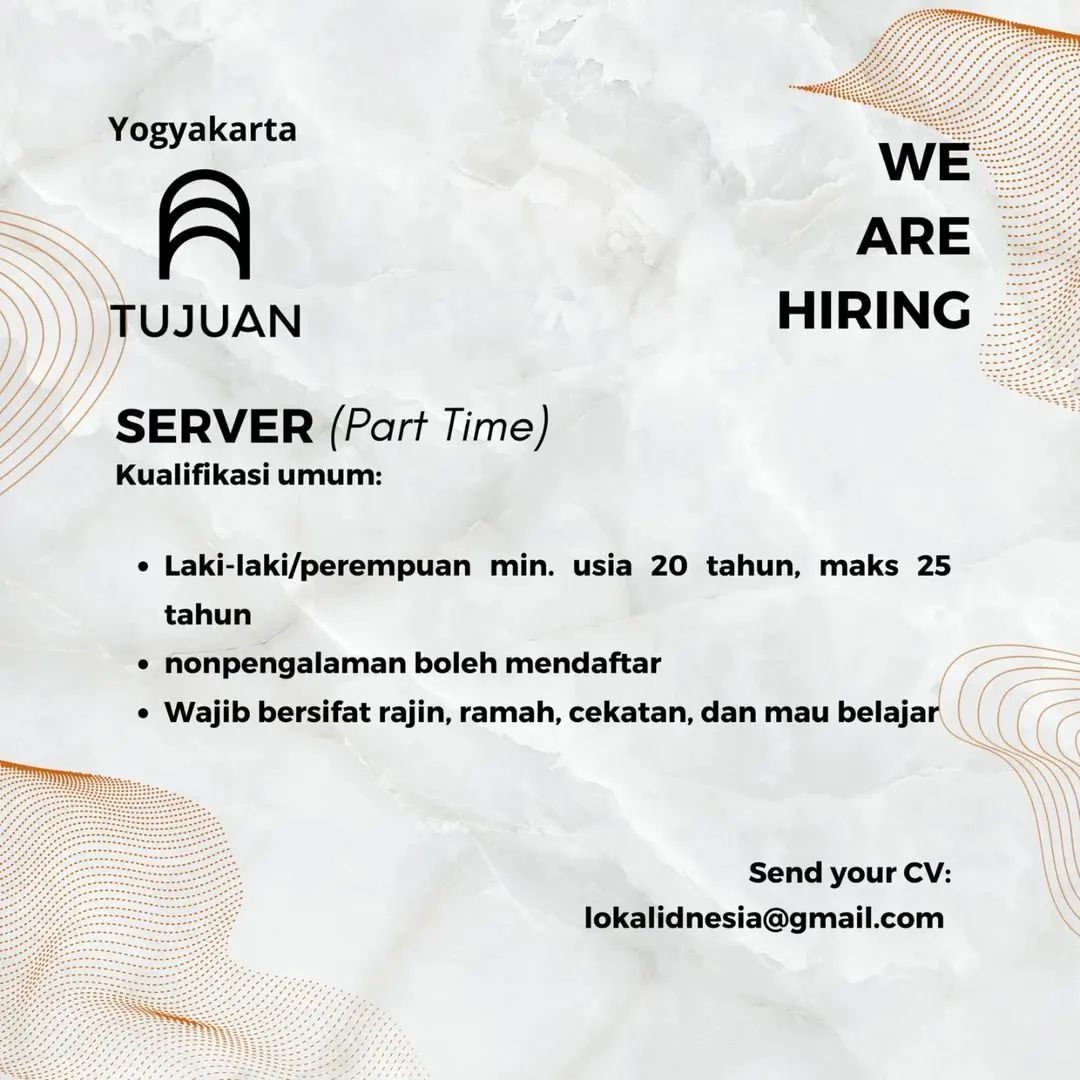 Yogyakarta
TUJUAN
WE
ARE
HIRING
SERVER (Part Time)
Kualifikasi umum:
• Laki-laki/perempuan min. usia 20 tahun, maks 25
tahun
• nonpengalaman boleh mendaftar
• Wajib bersifat rajin, ramah, cekatan, dan mau belajar
Send your CV:
lokalidnesia@gmail.com